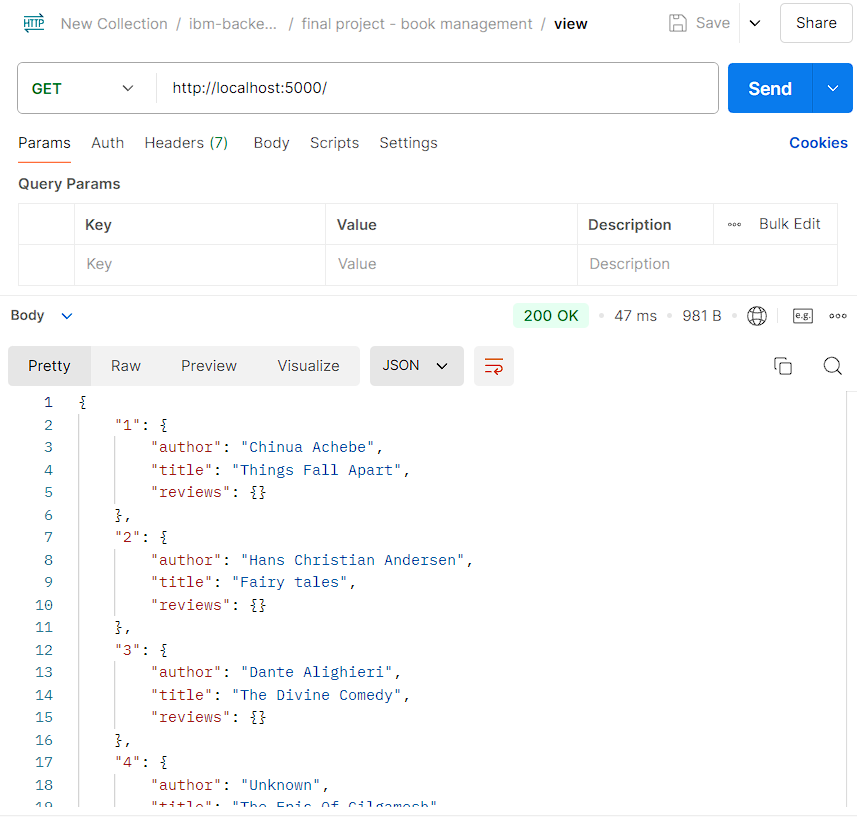 HTTP New Collection / ibm-backe... / final project - book management / view Save Share
GET http://localhost:5000/ Send
Params Auth Headers (7) Body Scripts Settings Cookies
Query Params
Key Value Description Bulk Edit
Key Value Description
Body 200 OK 47 ms 981 B e.g.
Pretty Raw Preview Visualize JSON
1 {
2 "1": {
3 "author": "Chinua Achebe",
4 "title": "Things Fall Apart",
5 "reviews": {}
6 },
7 "2": {
8 "author": "Hans Christian Andersen",
9 "title": "Fairy tales",
10 "reviews": {}
11 },
12 "3": {
13 "author": "Dante Alighieri",
14 "title": "The Divine Comedy",
15 "reviews": {}
16 },
17 "4": {
18 "author": "Unknown",
19 "title": "The Epic Of Gilgamesh"